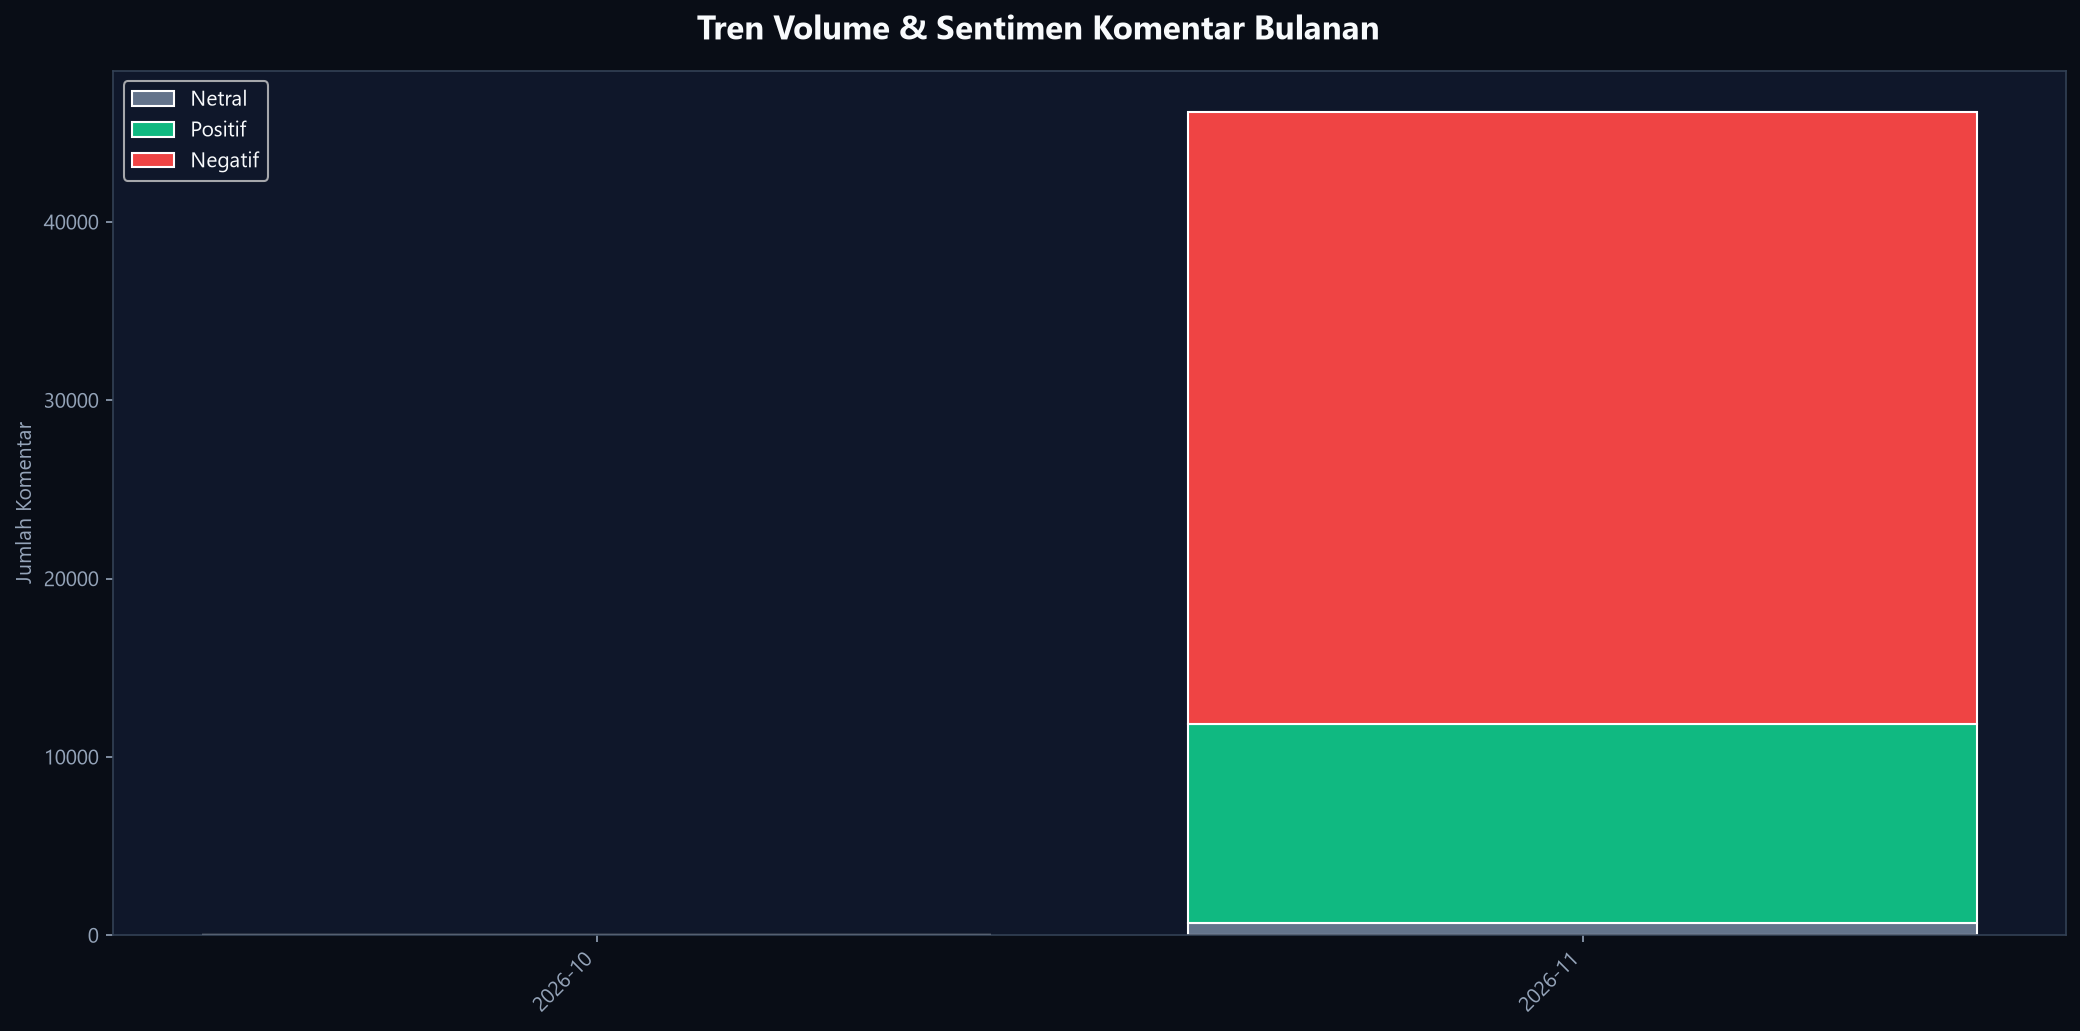 Tren Volume & Sentimen Komentar Bulanan
Netral
Positif
Negatif
Jumlah Komentar
40000
30000
20000
10000
0
2026-10
2026-11